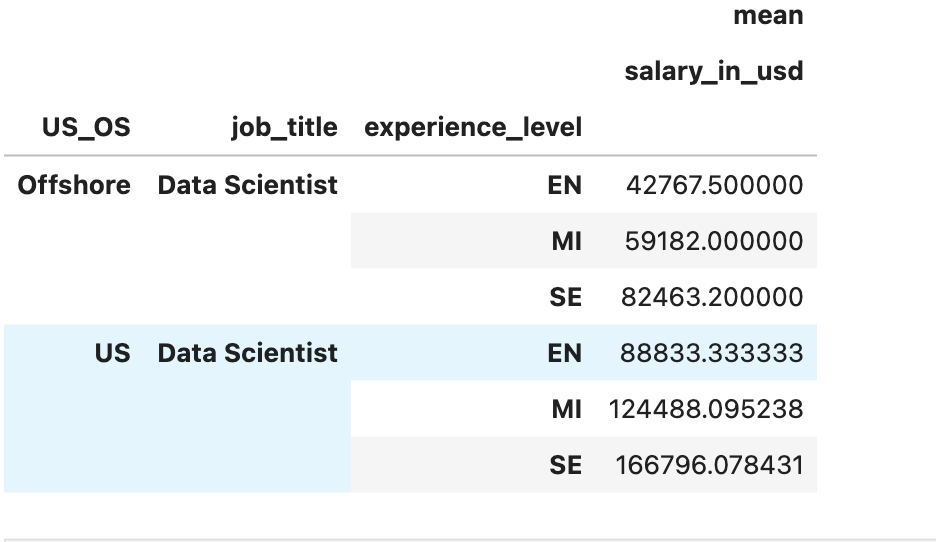 mean
salary_in_usd
US_OS job_title experience_level
Offshore Data Scientist EN 42767.500000
MI 59182.000000
SE 82463.200000
US Data Scientist EN 88833.333333
MI 124488.095238
SE 166796.078431